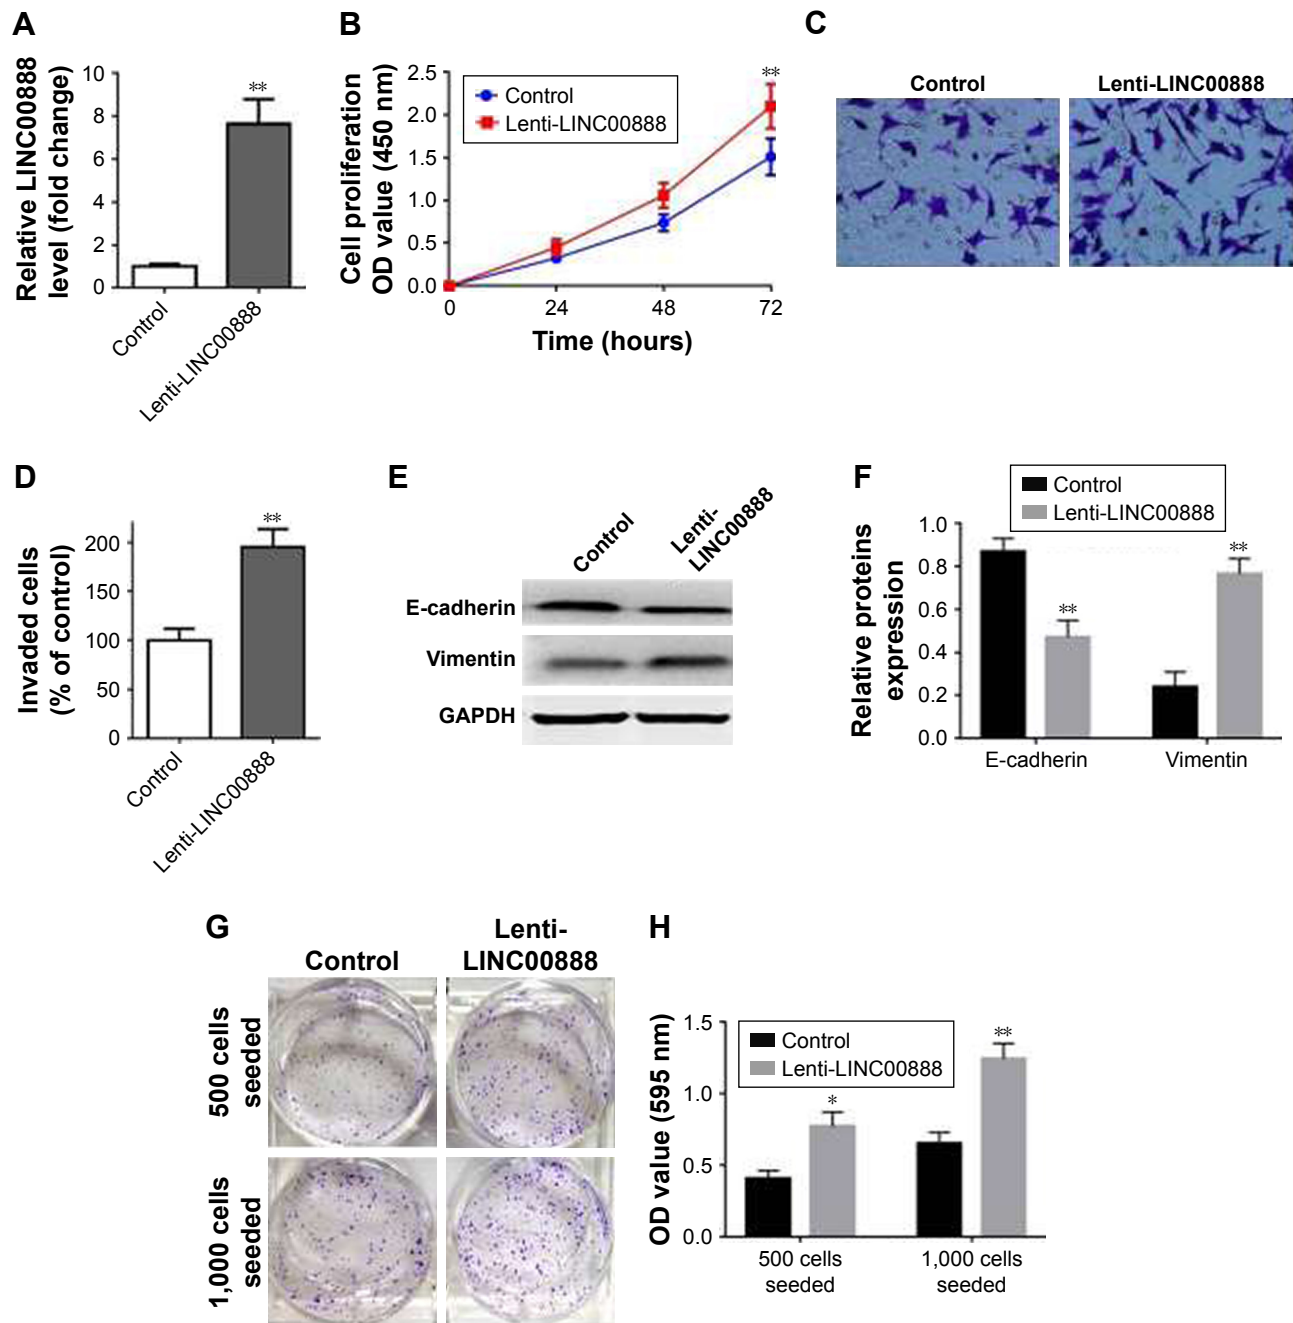 A
Relative LINC00888
level (fold change)
10
8
6
4
2
0
**
Control
Lenti-LINC00888
B
Cell proliferation
OD value (450 nm)
2.5
2.0
1.5
1.0
0.5
0.0
Control
Lenti-LINC00888
**
0
24
48
72
Time (hours)
C
Control
Lenti-LINC00888
D
Invaded cells
(% of control)
200
150
100
50
0
**
Control
Lenti-LINC00888
E
Control
Lenti-
LINC00888
E-cadherin
Vimentin
GAPDH
F
Control
Lenti-LINC00888
Relative proteins
expression
1.0
0.8
0.6
0.4
0.2
0.0
**
**
E-cadherin
Vimentin
G
Control
Lenti-
LINC00888
500 cells
seeded
1,000 cells
seeded
H
OD value (595 nm)
1.5
1.0
0.5
0.0
Control
Lenti-LINC00888
*
**
500 cells
seeded
1,000 cells
seeded